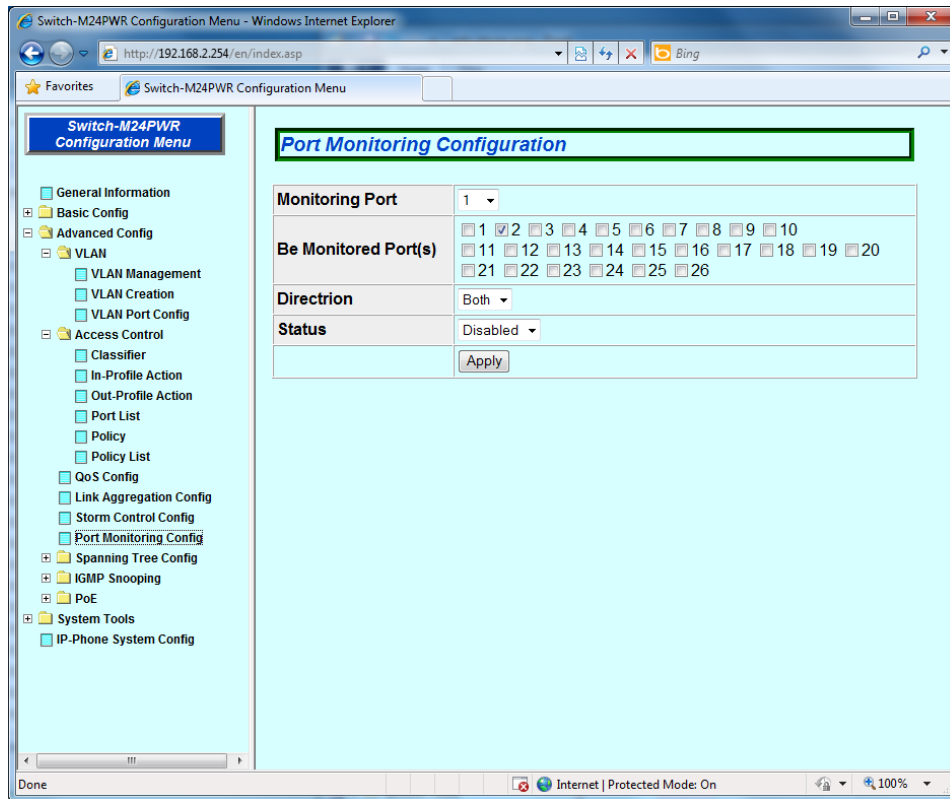 Switch-M24PWR Configuration Menu - Windows Internet Explorer
http://192.168.2.254/en/index.asp
Bing
Favorites
Switch-M24PWR Configuration Menu
Switch-M24PWR
Configuration Menu
General Information
Basic Config
Advanced Config
VLAN
VLAN Management
VLAN Creation
VLAN Port Config
Access Control
Classifier
In-Profile Action
Out-Profile Action
Port List
Policy
Policy List
QoS Config
Link Aggregation Config
Storm Control Config
Port Monitoring Config
Spanning Tree Config
IGMP Snooping
PoE
System Tools
IP-Phone System Config
Port Monitoring Configuration
Monitoring Port
1
Be Monitored Port(s)
1 2 3 4 5 6 7 8 9 10
11 12 13 14 15 16 17 18 19 20
21 22 23 24 25 26
Directrion
Both
Status
Disabled
Apply
Done
Internet | Protected Mode: On
100%